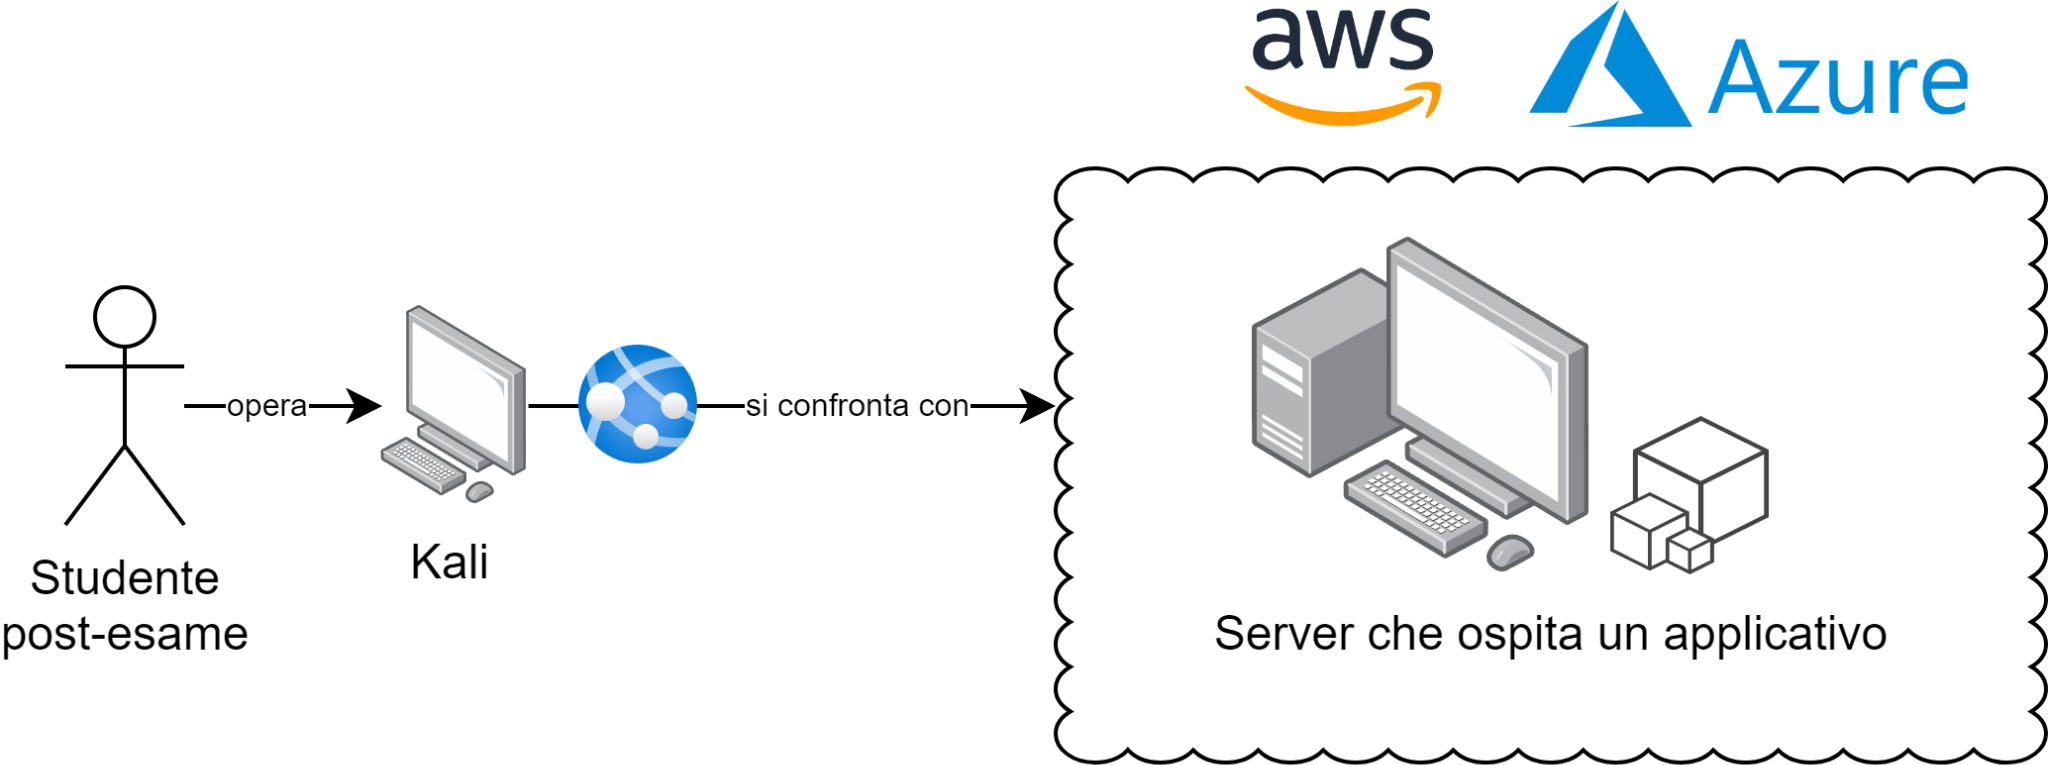 aws
Azure
opera
si confronta con
Kali
Studente
post-esame
Server che ospita un applicativo